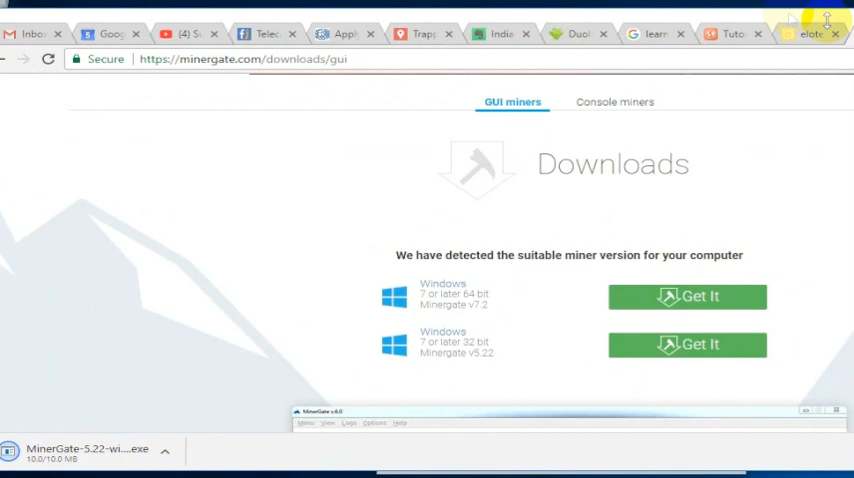 Inbo
Goog
(4) Su
Telec
Apply
Trapp
India
Duol
learn
Tutor
elote
Secure
https://minergate.com/downloads/gui
GUI miners
Console miners
Downloads
We have detected the suitable miner version for your computer
Windows
7 or later 64 bit
Minergate v7.2
Get It
Windows
7 or later 32 bit
Minergate v5.22
Get It
MinerGate v.6.0
Menu View Logs Options Help
MinerGate-5.22-wi....exe
10.0/10.0 MB